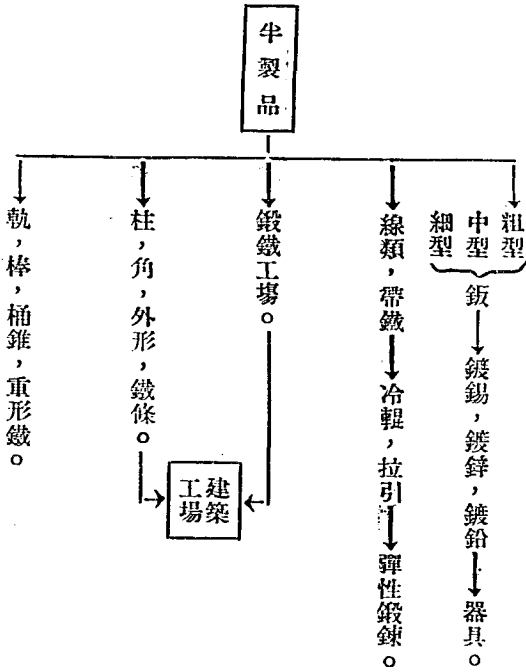 半製品
粗型
中型
細型
鈑
鍍錫，鍍鋅，鍍鉛
器具。
線類，帶鐵
冷輥，拉引
彈性鍛鍊。
鍛鐵工場。
建築
工場
柱，角，外形，鐵條。
軌，棒，桶錐，重形鐵。